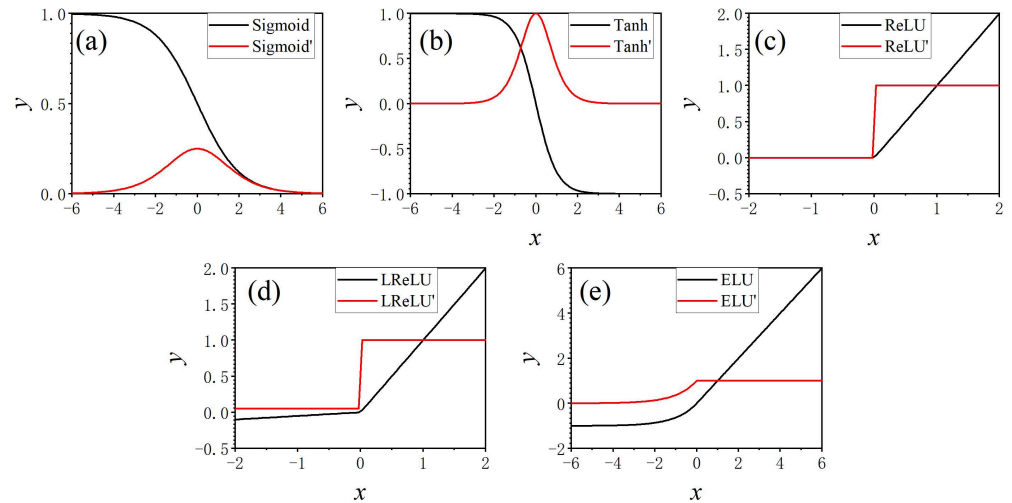 (a)
Sigmoid
Sigmoid'
1.0
0.5
0.0
y
-6 -4 -2 0 2 4 6
x
(b)
Tanh
Tanh'
1.0
0.5
0.0
-0.5
-1.0
y
-6 -4 -2 0 2 4 6
x
(c)
ReLU
ReLU'
2.0
1.5
1.0
0.5
0.0
-0.5
y
-2 -1 0 1 2
x
(d)
LReLU
LReLU'
2.0
1.5
1.0
0.5
0.0
-0.5
y
-2 -1 0 1 2
x
(e)
ELU
ELU'
6
4
2
0
-2
y
-6 -4 -2 0 2 4 6
x